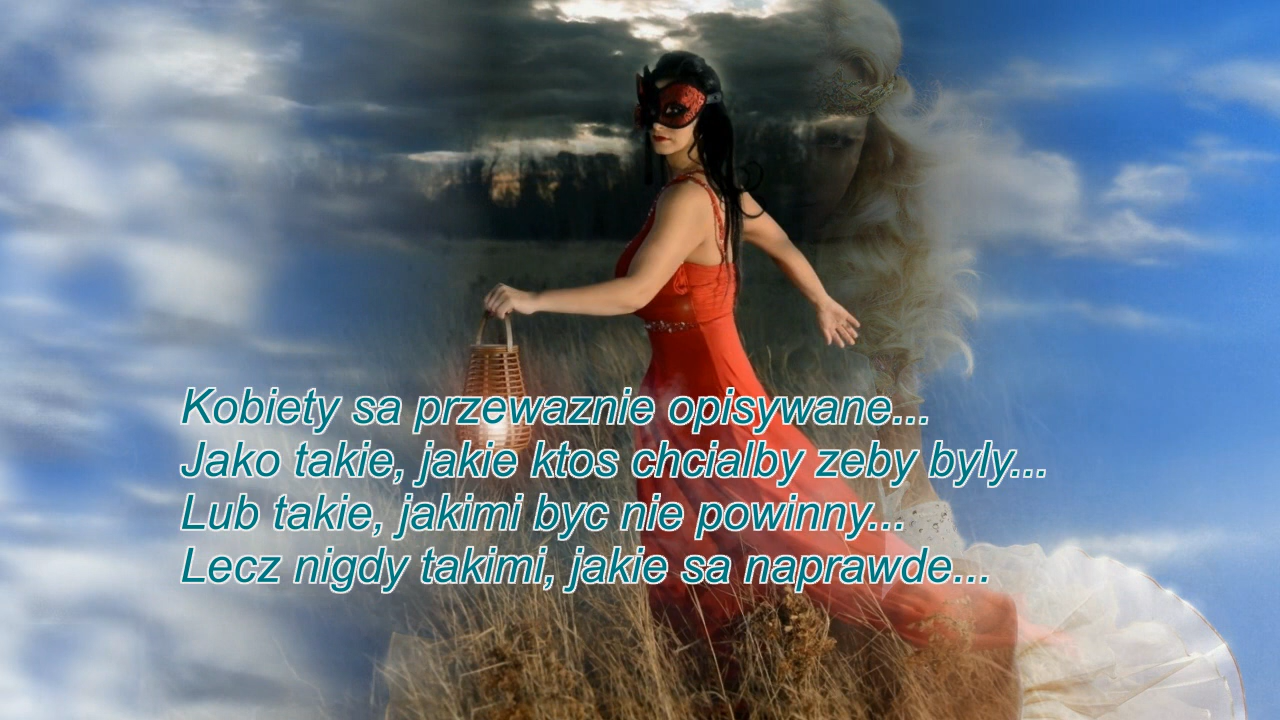 Kobiety sa przewaznie opisywane...
Jako takie, jakie ktos chcialby zeby byly...
Lub takie, jakimi byc nie powinny...
Lecz nigdy takimi, jakie sa naprawde...